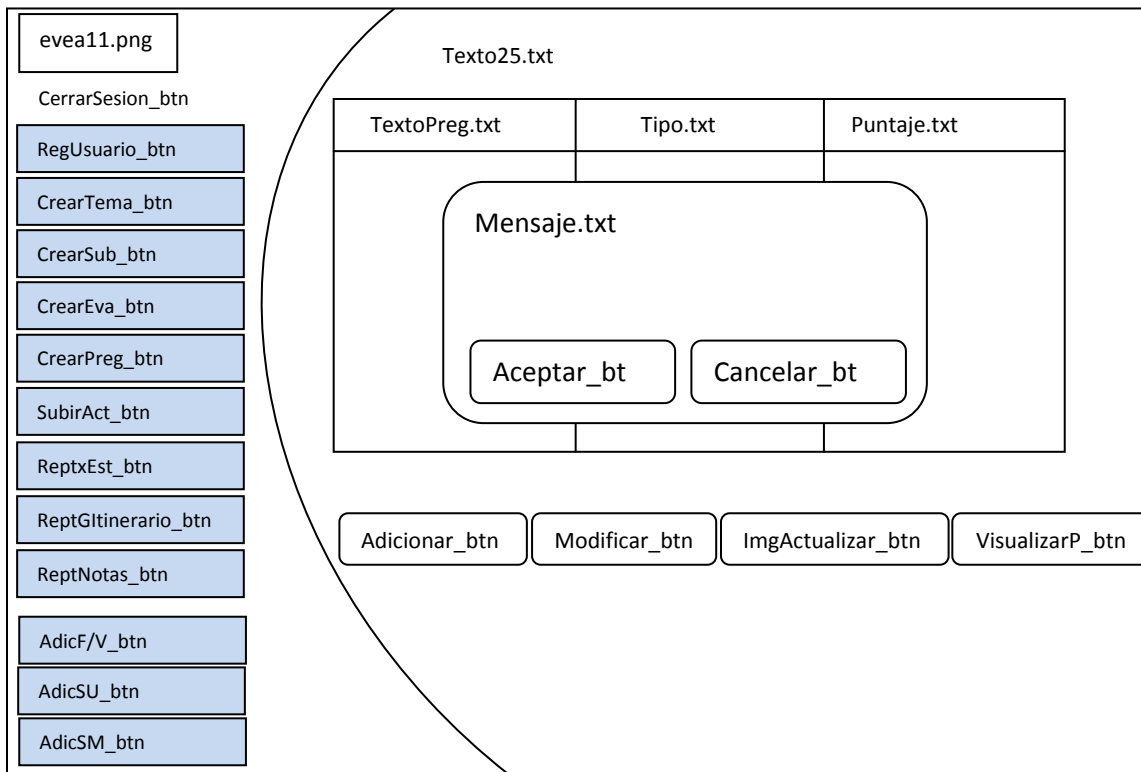 evea11.png
CerrarSesion_btn
RegUsuario_btn
CrearTema_btn
CrearSub_btn
CrearEva_btn
CrearPreg_btn
SubirAct_btn
ReptxEst_btn
ReptGItinerario_btn
ReptNotas_btn
AdicF/V_btn
AdicSU_btn
AdicSM_btn
Texto25.txt
TextoPreg.txt Tipo.txt Puntaje.txt
Mensaje.txt
Aceptar_bt Cancelar_bt
Adicionar_btn Modificar_btn ImgActualizar_btn VisualizarP_btn